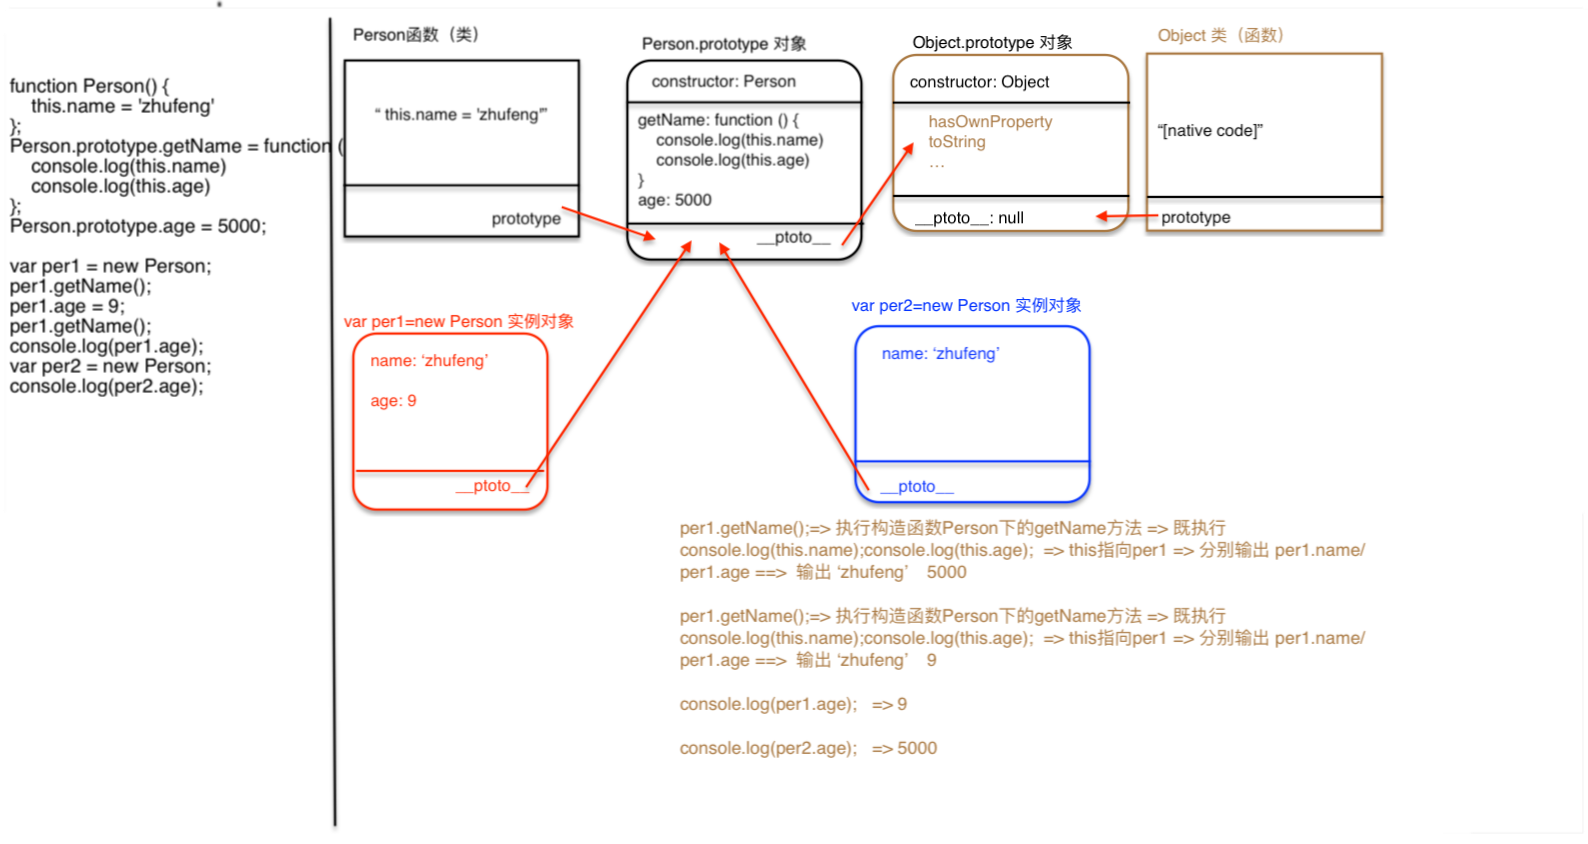 function Person() {
this.name = 'zhufeng'
};
Person.prototype.getName = function (
console.log(this.name)
console.log(this.age)
};
Person.prototype.age = 5000;
var per1 = new Person;
per1.getName();
per1.age = 9;
per1.getName();
console.log(per1.age);
var per2 = new Person;
console.log(per2.age);
Person函数（类）
“ this.name = 'zhufeng'”
prototype
Person.prototype 对象
constructor: Person
getName: function () {
console.log(this.name)
console.log(this.age)
}
age: 5000
__ptoto__
Object.prototype 对象
constructor: Object
hasOwnProperty
toString
…
__ptoto__: null
Object 类（函数）
“[native code]”
prototype
var per1=new Person 实例对象
name: ‘zhufeng’
age: 9
__ptoto__
var per2=new Person 实例对象
name: ‘zhufeng’
__ptoto__
per1.getName();=> 执行构造函数Person下的getName方法 => 既执行
console.log(this.name);console.log(this.age); => this指向per1 => 分别输出 per1.name/
per1.age ==> 输出 ‘zhufeng’ 5000
per1.getName();=> 执行构造函数Person下的getName方法 => 既执行
console.log(this.name);console.log(this.age); => this指向per1 => 分别输出 per1.name/
per1.age ==> 输出 ‘zhufeng’ 9
console.log(per1.age); => 9
console.log(per2.age); => 5000